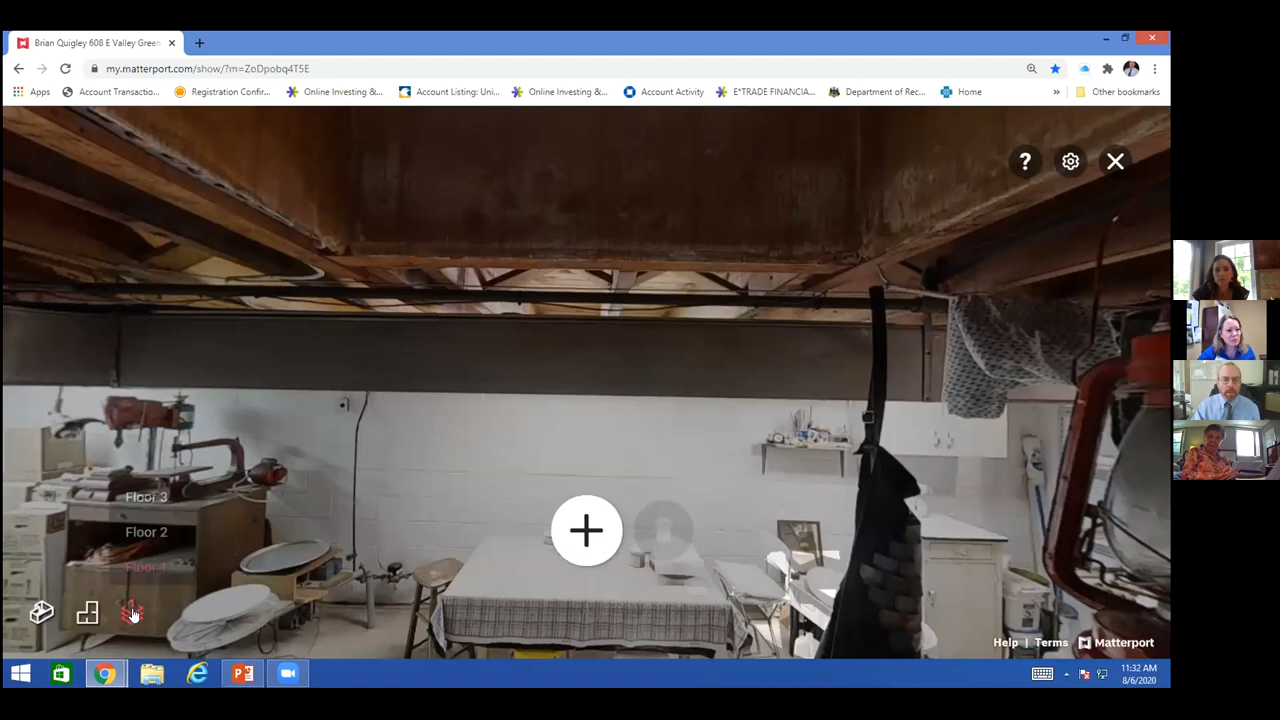 Brian Quigley 608 E Valley Green
my.matterport.com/show/?m=ZoDpobq4T5E
Apps
Account Transactio...
Registration Confir...
Online Investing &...
Account Listing: Uni...
Online Investing &...
Account Activity
E*TRADE FINANCIA...
Department of Rec...
Home
»
Other bookmarks
?
Floor 3
Floor 2
Floor 1
Help | Terms
Matterport
11:32 AM
8/6/2020